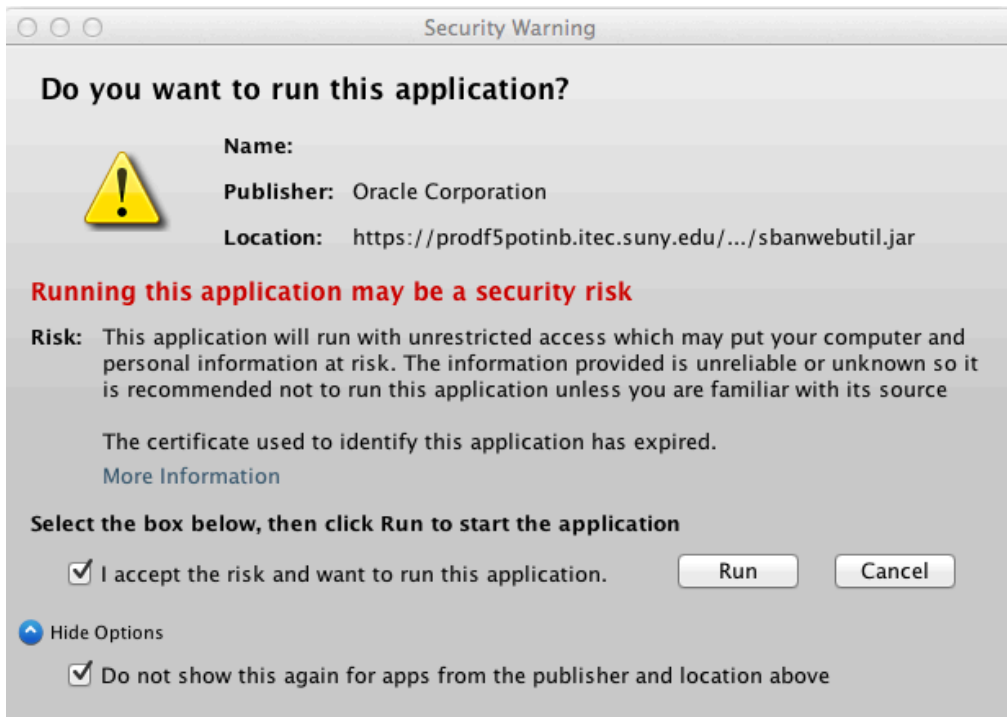 Security Warning
Do you want to run this application?
Name:
Publisher: Oracle Corporation
Location: https://prodf5potinb.itec.suny.edu/.../sbanwebutil.jar
Running this application may be a security risk
Risk: This application will run with unrestricted access which may put your computer and
personal information at risk. The information provided is unreliable or unknown so it
is recommended not to run this application unless you are familiar with its source
The certificate used to identify this application has expired.
More Information
Select the box below, then click Run to start the application
I accept the risk and want to run this application. Run Cancel
Hide Options
Do not show this again for apps from the publisher and location above